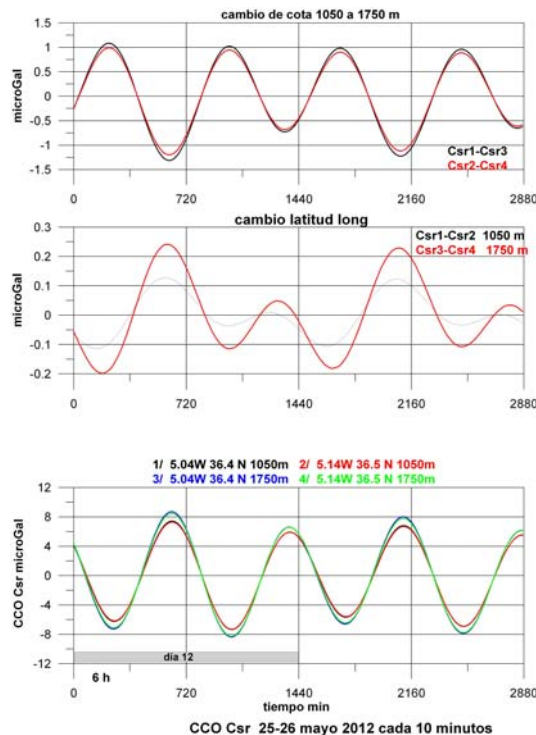 cambio de cota 1050 a 1750 m
1.5
1
0.5
0
-0.5
-1
-1.5
microGal
Csr1-Csr3
Csr2-Csr4
0 720 1440 2160 2880
cambio latitud long
0.3
0.2
0.1
0
-0.1
-0.2
microGal
Csr1-Csr2 1050 m
Csr3-Csr4 1750 m
0 720 1440 2160 2880
1/ 5.04W 36.4 N 1050m 2/ 5.14W 36.5 N 1050m
3/ 5.04W 36.4 N 1750m 4/ 5.14W 36.5 N 1750m
12
8
4
0
-4
-8
-12
CCO Csr microGal
día 12
6 h
0 720 1440 2160 2880
tiempo min
CCO Csr 25-26 mayo 2012 cada 10 minutos